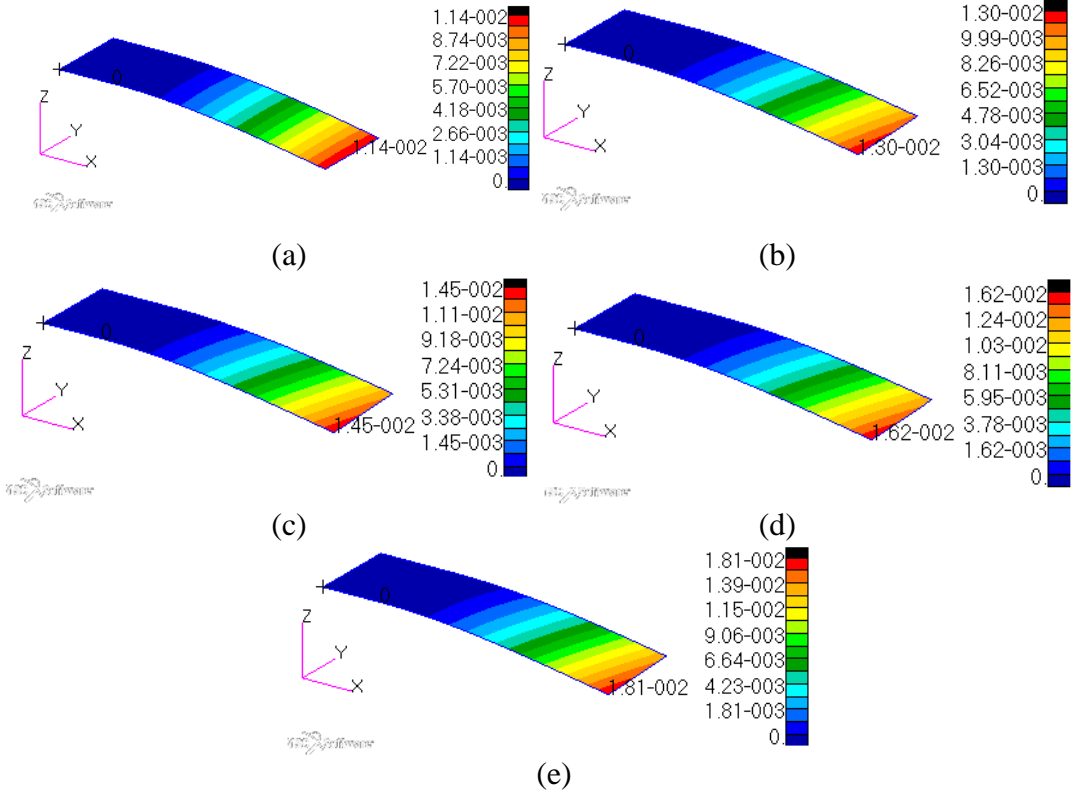 1.14-002
8.74-003
7.22-003
5.70-003
4.18-003
2.66-003
1.14-003
0.
0
1.14-002
Z
Y
X
(a)
1.30-002
9.99-003
8.26-003
6.52-003
4.78-003
3.04-003
1.30-003
0.
0.
1.30-002
Z
Y
X
(b)
1.45-002
1.11-002
9.18-003
7.24-003
5.31-003
3.38-003
1.45-003
0.
0.
1.45-002
Z
Y
X
(c)
1.62-002
1.24-002
1.03-002
8.11-003
5.95-003
3.78-003
1.62-003
0.
0.
1.62-002
Z
Y
X
(d)
1.81-002
1.39-002
1.15-002
9.06-003
6.64-003
4.23-003
1.81-003
0.
0.
1.81-002
Z
Y
X
(e)